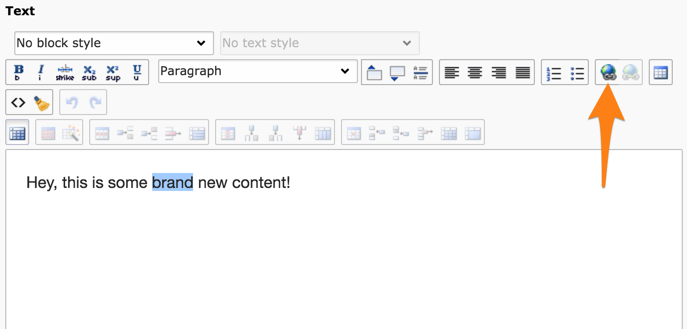 Text
No block style No text style
B b I i strike X₂ sub X² sup U u Paragraph
Hey, this is some brand new content!